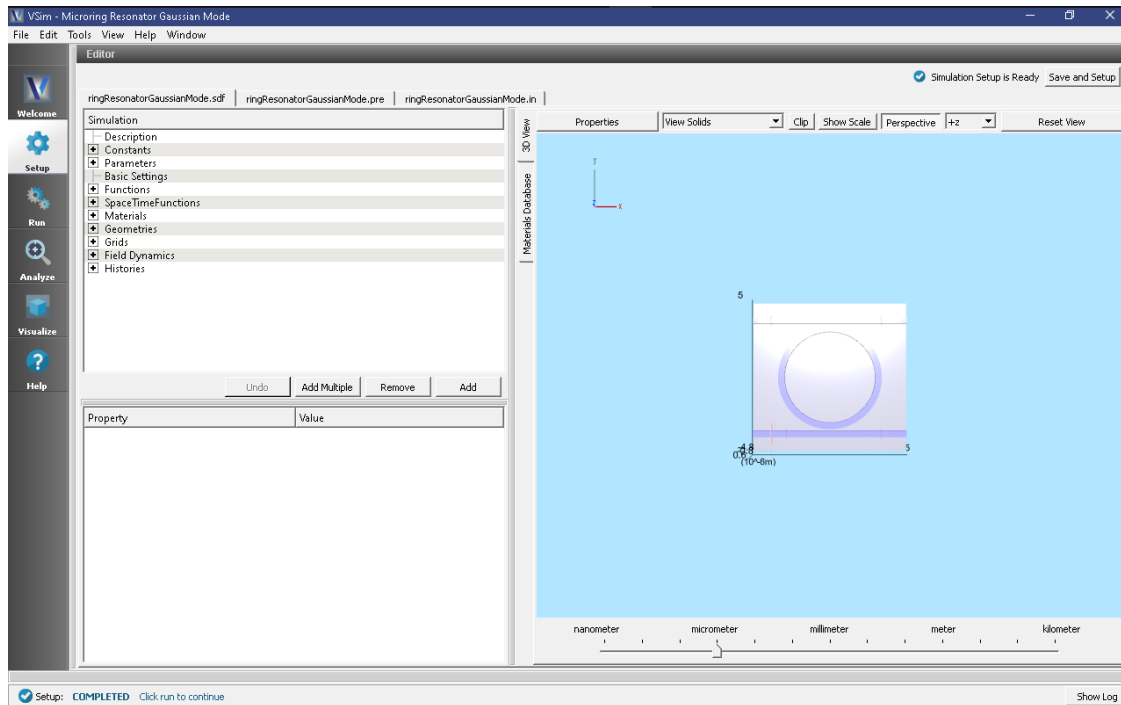 VSim - Microring Resonator Gaussian Mode
File Edit Tools View Help Window
Editor
Simulation Setup is Ready Save and Setup
ringResonatorGaussianMode.sdf ringResonatorGaussianMode.pre ringResonatorGaussianMode.in
Welcome
Setup
Run
Analyze
Visualize
Help
Simulation
Description
Constants
Parameters
Basic Settings
Functions
SpaceTimeFunctions
Materials
Geometries
Grids
Field Dynamics
Histories
Undo Add Multiple Remove Add
Property Value
3D View
Materials Database
Properties View Solids Clip Show Scale Perspective +z Reset View
y
z x
5
5
(10^-6m)
nanometer micrometer millimeter meter kilometer
Setup: COMPLETED Click run to continue
Show Log